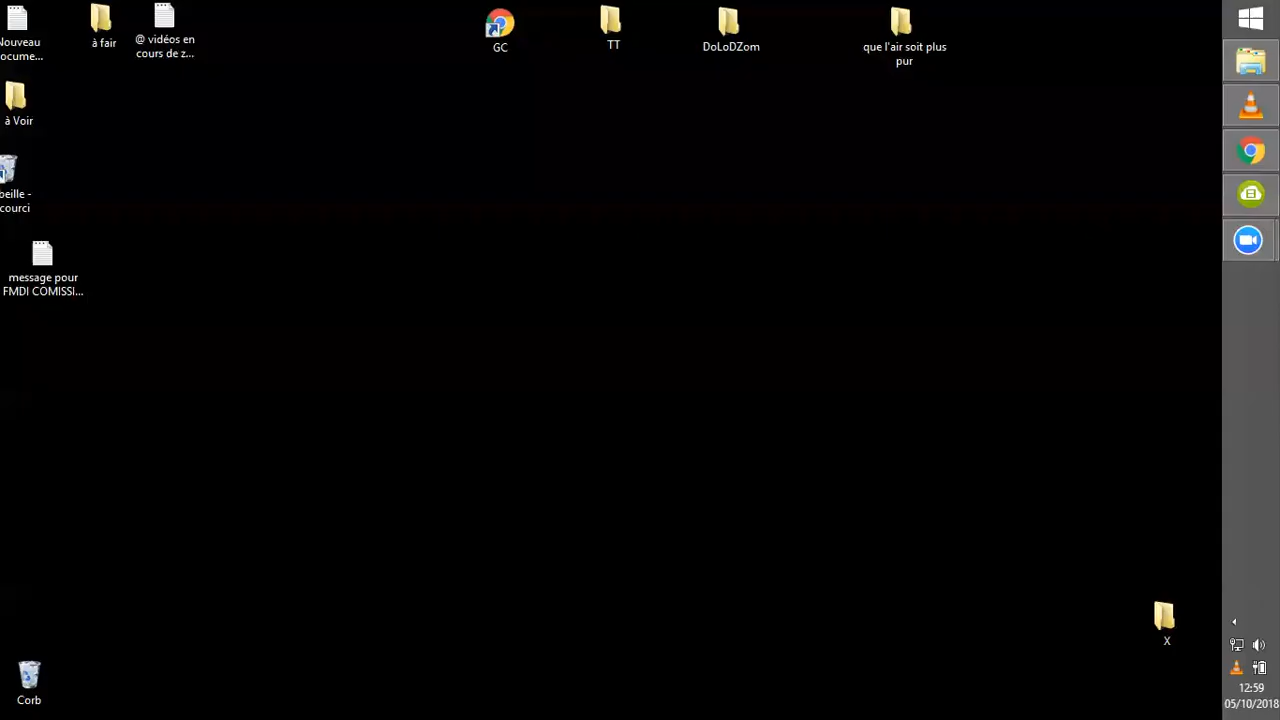 Nouveau
ocume...
à fair
@ vidéos en
cours de z...
GC
TT
DoLoDZom
que l'air soit plus
pur
à Voir
beille -
courci
message pour
FMDI COMISSI...
X
Corb
12:59
05/10/2018